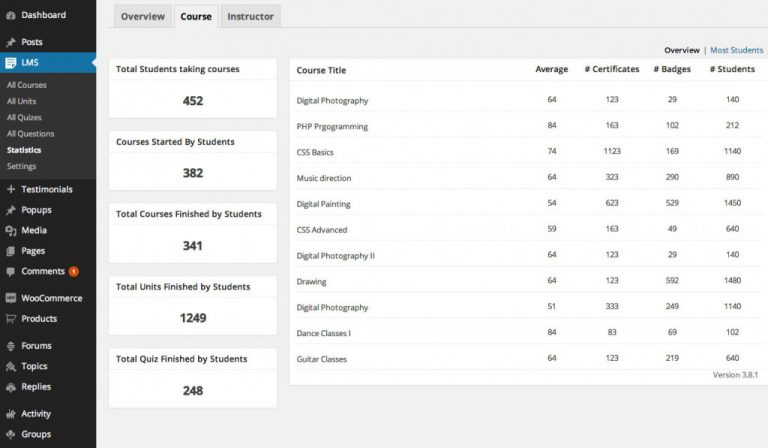 Dashboard
Posts
LMS
All Courses
All Units
All Quizes
All Questions
Statistics
Settings
Testimonials
Popups
Media
Pages
Comments 1
WooCommerce
Products
Forums
Topics
Replies
Activity
Groups
Overview Course Instructor
Overview | Most Students
Total Students taking courses
452
Courses Started By Students
382
Total Courses Finished by Students
341
Total Units Finished by Students
1249
Total Quiz Finished by Students
248
Course Title Average # Certificates # Badges # Students
Digital Photography 64 123 29 140
PHP Prgogramming 84 163 102 212
CSS Basics 74 1123 169 1140
Music direction 64 323 290 890
Digital Painting 54 623 529 1450
CSS Advanced 59 163 49 640
Digital Photography II 64 123 29 140
Drawing 64 123 592 1480
Digital Photography 51 333 249 1140
Dance Classes I 84 83 69 102
Guitar Classes 64 123 219 640
Version 3.8.1